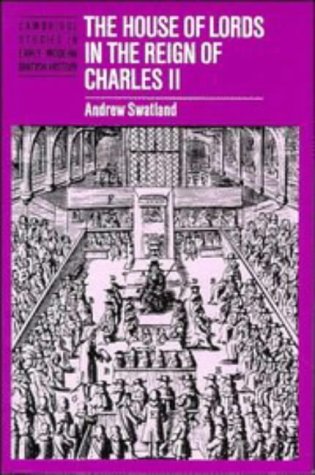 CAMBRIDGE
STUDIES IN
EARLY MODERN
BRITISH HISTORY
THE HOUSE OF LORDS
IN THE REIGN OF
CHARLES II
Andrew Swatland